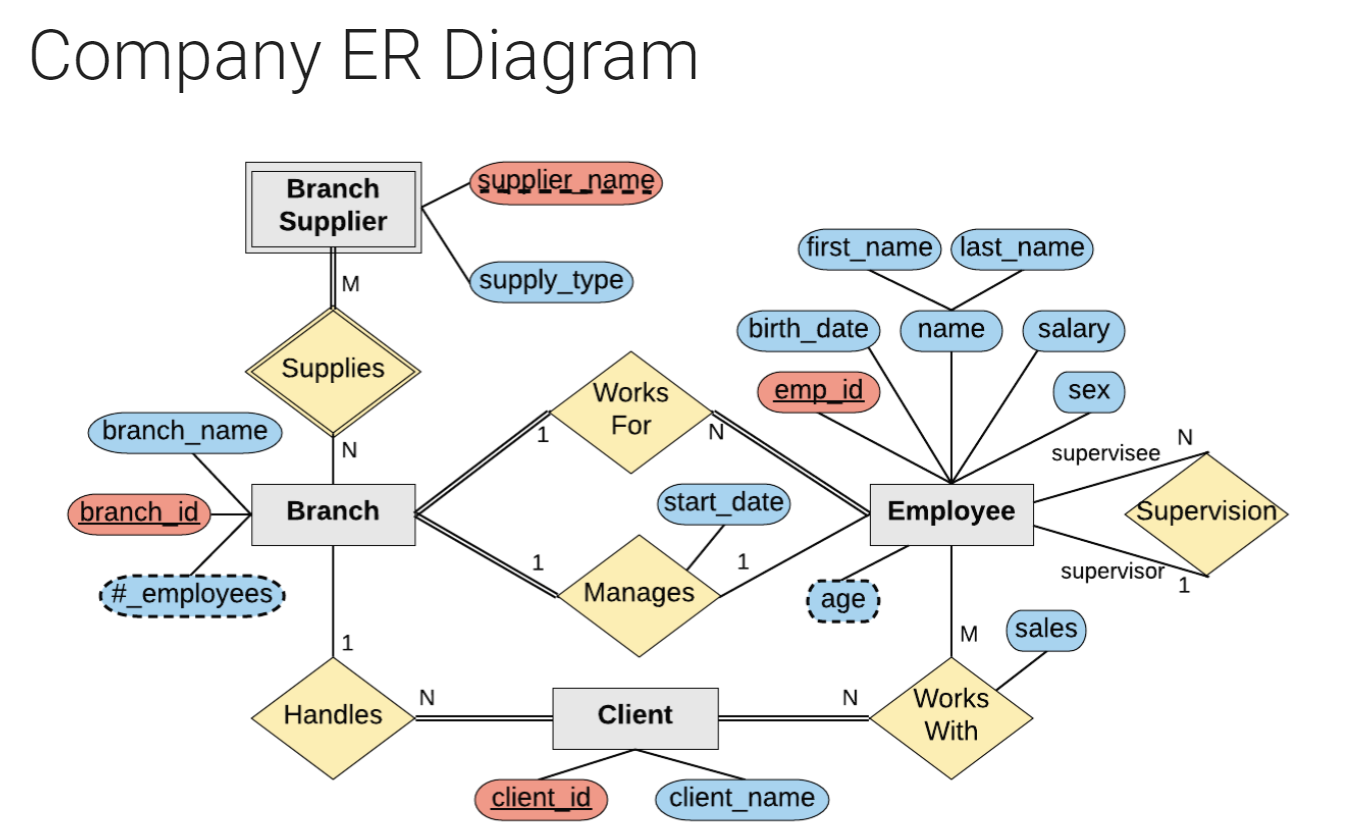 Company ER Diagram
Branch
Supplier
supplier_name
supply_type
M
Supplies
N
first_name
last_name
birth_date
name
salary
emp_id
sex
Works
For
1
N
branch_name
branch_id
#_employees
Branch
start_date
Manages
1
1
Employee
age
supervisee
N
Supervision
supervisor
1
M
sales
1
Handles
N
Client
N
Works
With
client_id
client_name